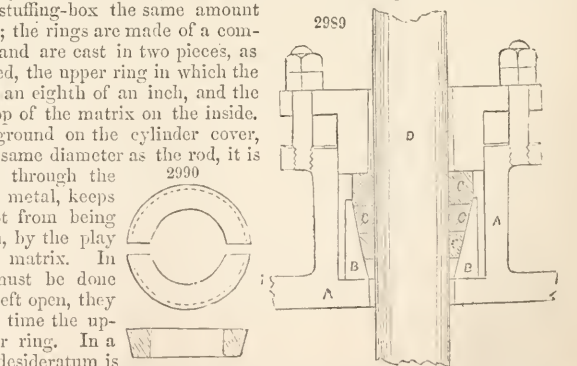 stuffing-box the same amount
; the rings are made of a com-
and are cast in two pieces, as
ed, the upper ring in which the
an eighth of an inch, and the
op of the matrix on the inside.
ground on the cylinder cover,
same diameter as the rod, it is
through the
metal, keeps
t from being
, by the play
matrix. In
must be done
eft open, they
time the up-
r ring. In a
desideratum is
2990
2989
D
C
C
C
C
A
B
B
A